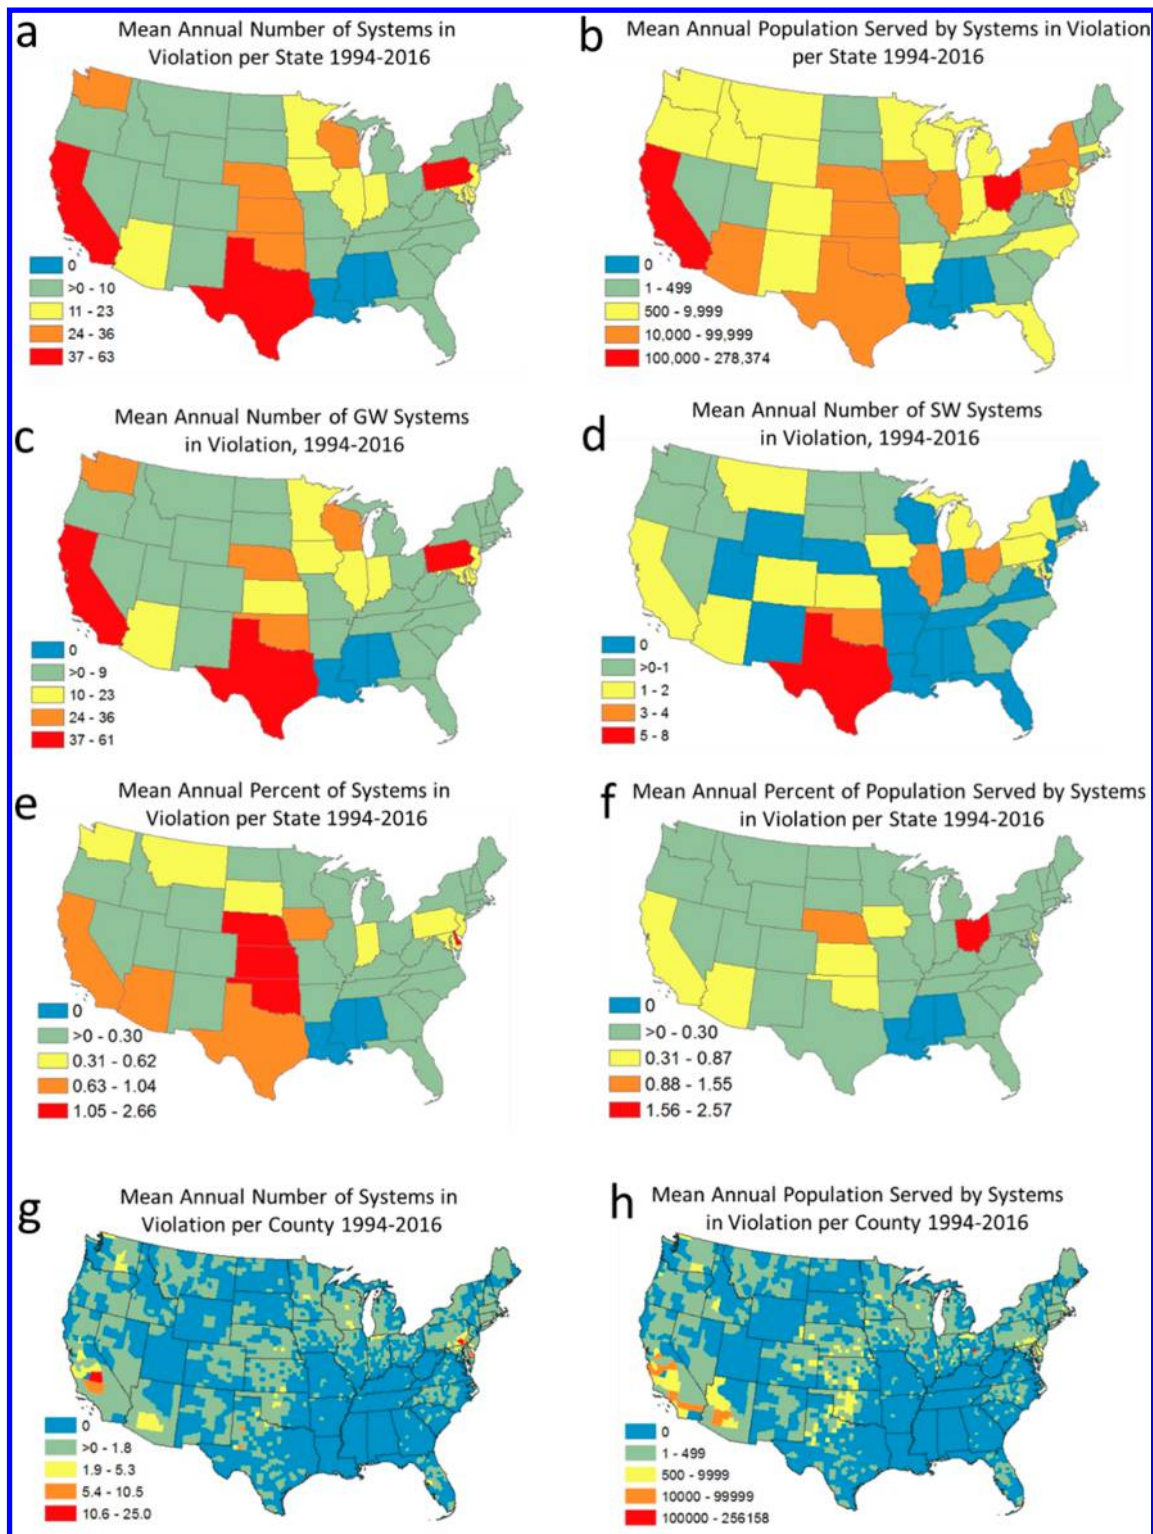 a
Mean Annual Number of Systems in
Violation per State 1994-2016
0
>0 - 10
11 - 23
24 - 36
37 - 63
b
Mean Annual Population Served by Systems in Violation
per State 1994-2016
0
1 - 499
500 - 9,999
10,000 - 99,999
100,000 - 278,374
c
Mean Annual Number of GW Systems
in Violation, 1994-2016
0
>0 - 9
10 - 23
24 - 36
37 - 61
d
Mean Annual Number of SW Systems
in Violation, 1994-2016
0
>0-1
1 - 2
3 - 4
5 - 8
e
Mean Annual Percent of Systems in
Violation per State 1994-2016
0
>0 - 0.30
0.31 - 0.62
0.63 - 1.04
1.05 - 2.66
f
Mean Annual Percent of Population Served by Systems
in Violation per State 1994-2016
0
>0 - 0.30
0.31 - 0.87
0.88 - 1.55
1.56 - 2.57
g
Mean Annual Number of Systems in
Violation per County 1994-2016
0
>0 - 1.8
1.9 - 5.3
5.4 - 10.5
10.6 - 25.0
h
Mean Annual Population Served by Systems
in Violation per County 1994-2016
0
1 - 499
500 - 9999
10000 - 99999
100000 - 256158